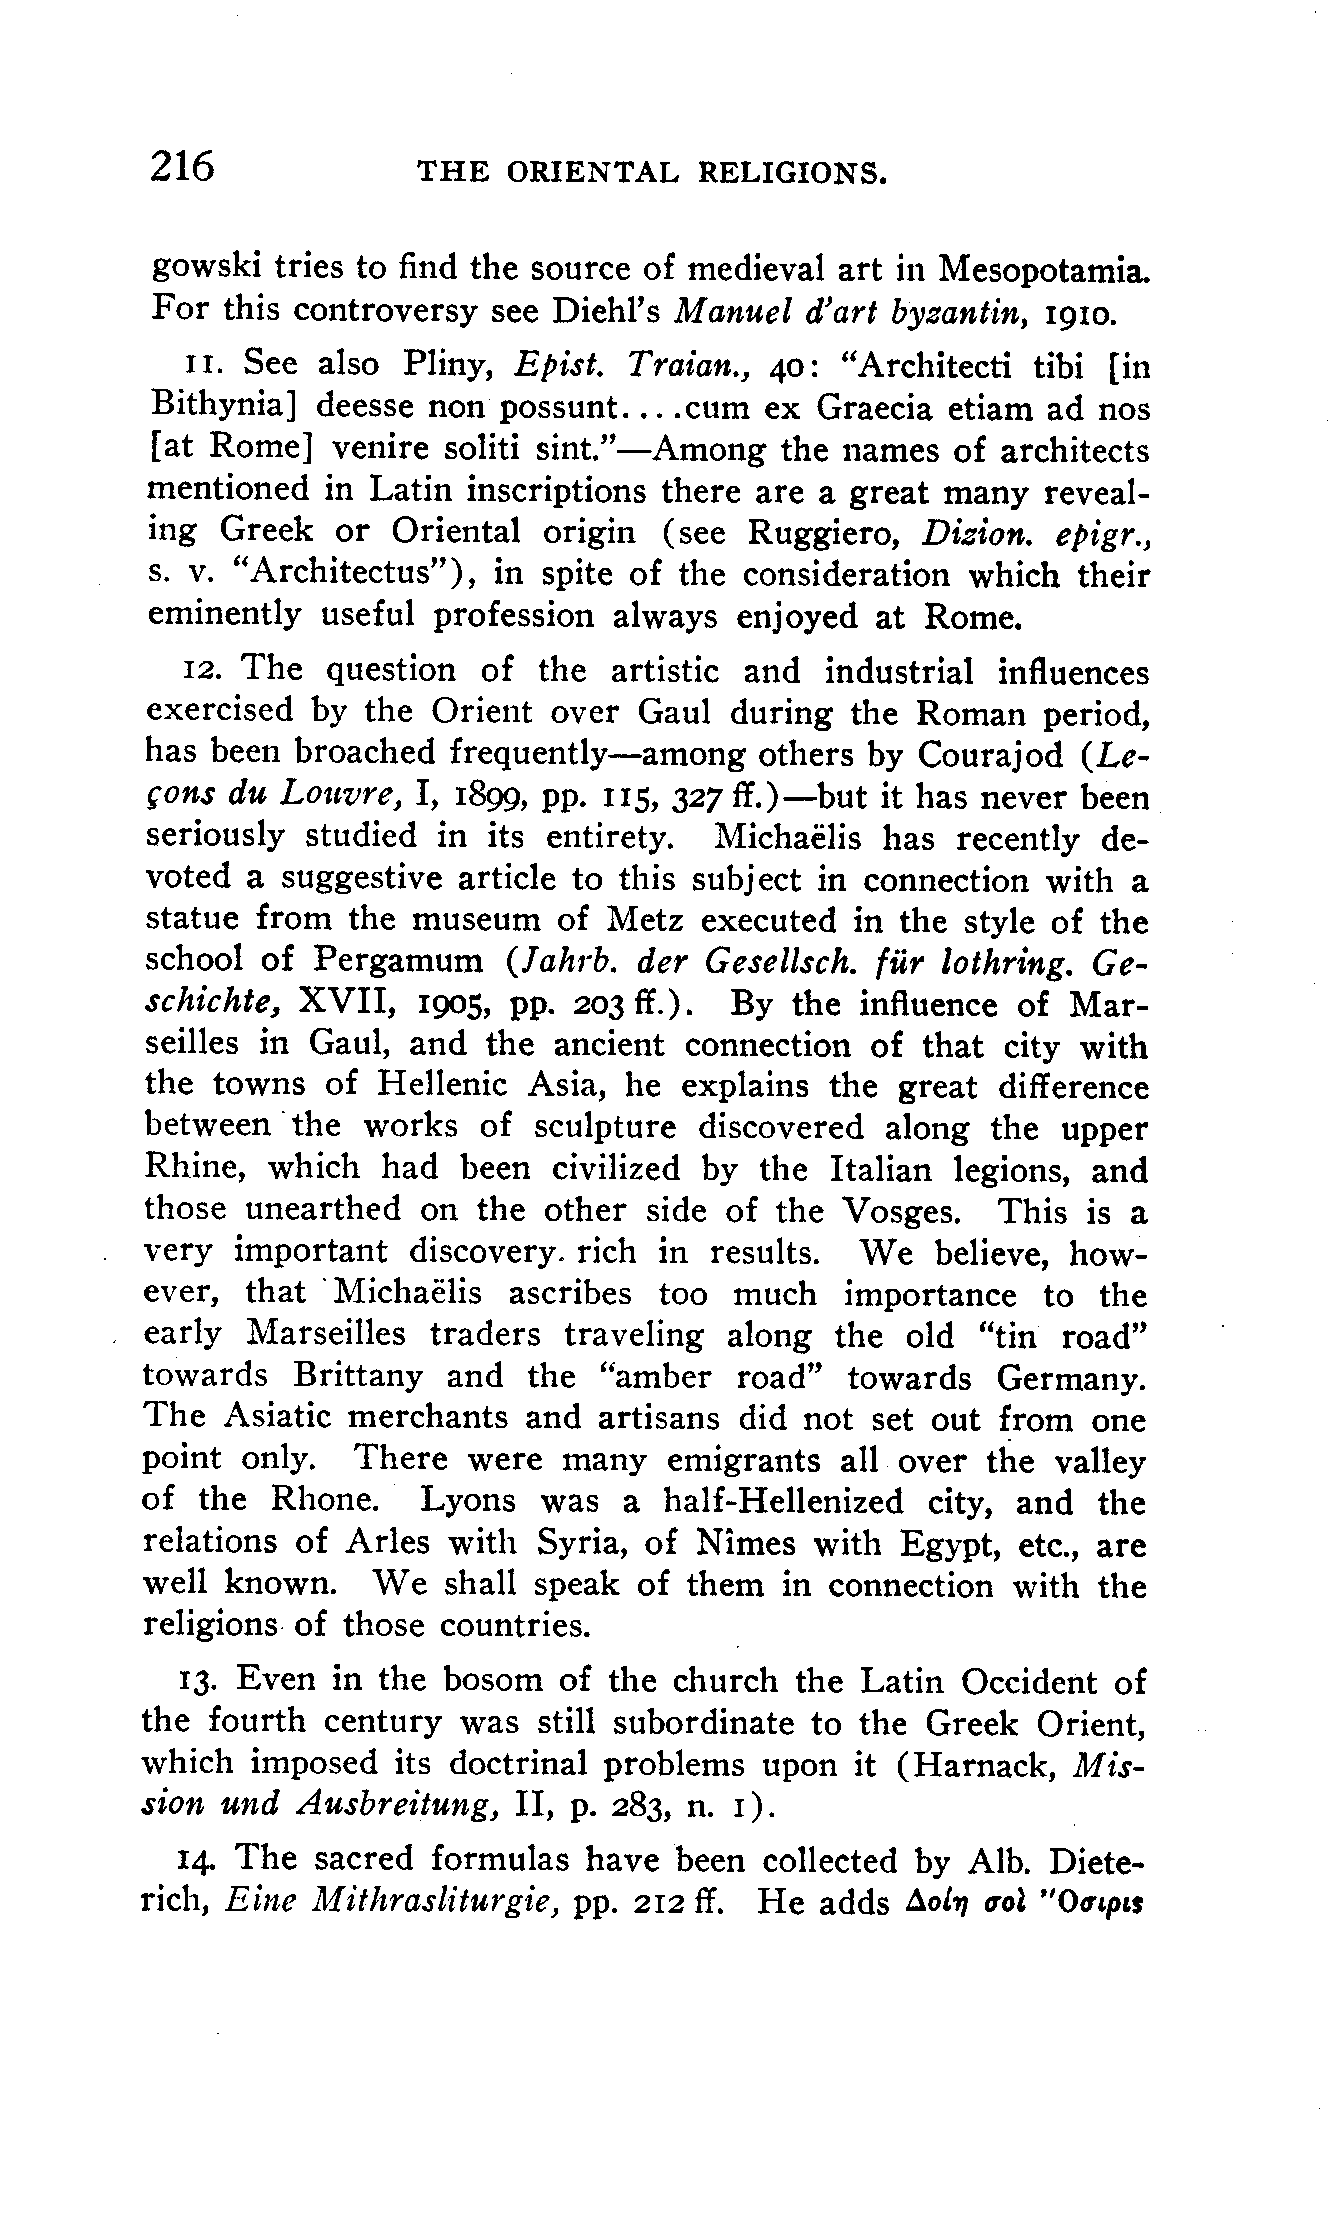 216 THE ORIENTAL RELIGIONS.
gowski tries to find the source of medieval art in Mesopotamia.
For this controversy see Diehl's Manuel d'art byzantin, 1910.
11. See also Pliny, Epist. Traian., 40: "Architecti tibi [in
Bithynia] deesse non possunt....cum ex Graecia etiam ad nos
[at Rome] venire soliti sint."—Among the names of architects
mentioned in Latin inscriptions there are a great many reveal-
ing Greek or Oriental origin (see Ruggiero, Dizion. epigr.,
s. v. "Architectus"), in spite of the consideration which their
eminently useful profession always enjoyed at Rome.
12. The question of the artistic and industrial influences
exercised by the Orient over Gaul during the Roman period,
has been broached frequently—among others by Courajod (Le-
çons du Louvre, I, 1899, pp. 115, 327 ff.)—but it has never been
seriously studied in its entirety. Michaëlis has recently de-
voted a suggestive article to this subject in connection with a
statue from the museum of Metz executed in the style of the
school of Pergamum (Jahrb. der Gesellsch. für lothring. Ge-
schichte, XVII, 1905, pp. 203 ff.). By the influence of Mar-
seilles in Gaul, and the ancient connection of that city with
the towns of Hellenic Asia, he explains the great difference
between the works of sculpture discovered along the upper
Rhine, which had been civilized by the Italian legions, and
those unearthed on the other side of the Vosges. This is a
very important discovery. rich in results. We believe, how-
ever, that Michaëlis ascribes too much importance to the
early Marseilles traders traveling along the old "tin road"
towards Brittany and the "amber road" towards Germany.
The Asiatic merchants and artisans did not set out from one
point only. There were many emigrants all over the valley
of the Rhone. Lyons was a half-Hellenized city, and the
relations of Arles with Syria, of Nîmes with Egypt, etc., are
well known. We shall speak of them in connection with the
religions of those countries.
13. Even in the bosom of the church the Latin Occident of
the fourth century was still subordinate to the Greek Orient,
which imposed its doctrinal problems upon it (Harnack, Mis-
sion und Ausbreitung, II, p. 283, n. 1).
14. The sacred formulas have been collected by Alb. Diete-
rich, Eine Mithrasliturgie, pp. 212 ff. He adds Δοίη σοὶ Ὄσιρις